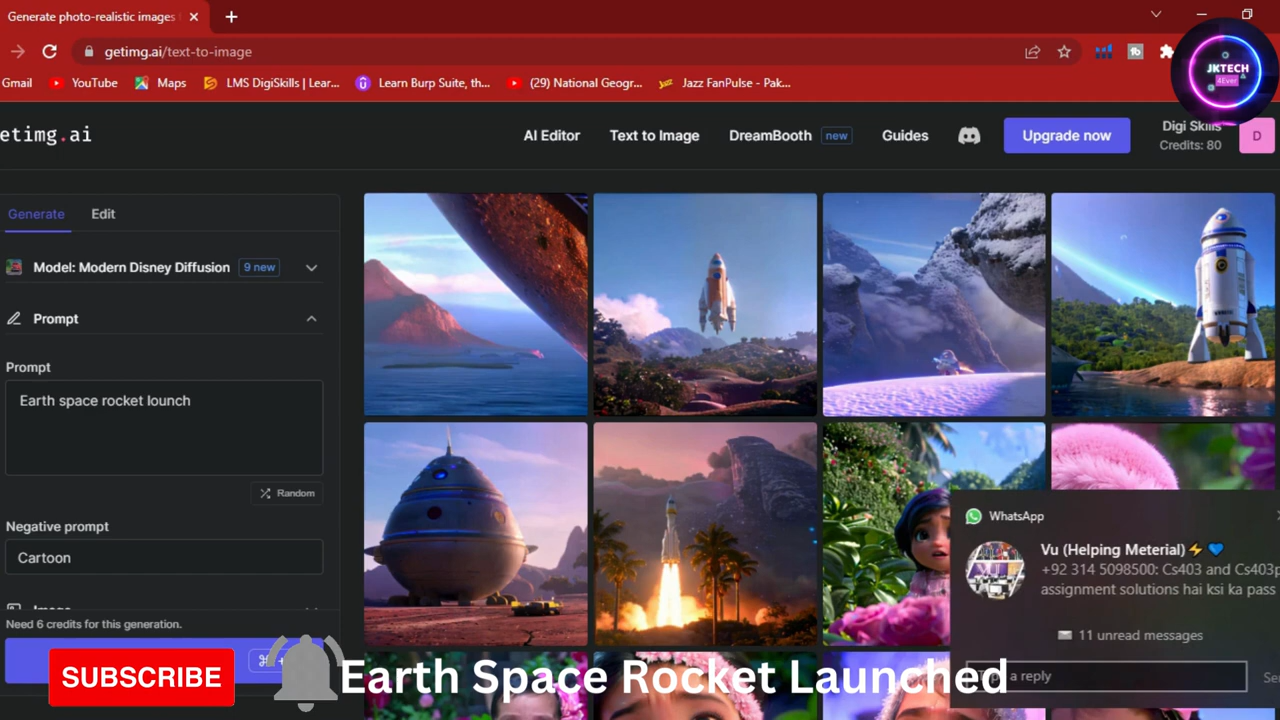 Generate photo-realistic images
getimg.ai/text-to-image
Gmail YouTube Maps LMS DigiSkills | Lear... Learn Burp Suite, th... (29) National Geogr... Jazz FanPulse - Pak...
JKTECH
4Ever
etimg.ai
AI Editor Text to Image DreamBooth new Guides Upgrade now
Digi Skills
Credits: 80
D
Generate Edit
Model: Modern Disney Diffusion 9 new
Prompt
Prompt
Earth space rocket lounch
Random
Negative prompt
Cartoon
Image
Need 6 credits for this generation.
WhatsApp
Vu (Helping Meterial)⚡💙
+92 314 5098500: Cs403 and Cs403p
assignment solutions hai ksi ka pass
11 unread messages
a reply
SUBSCRIBE
Earth Space Rocket Launched